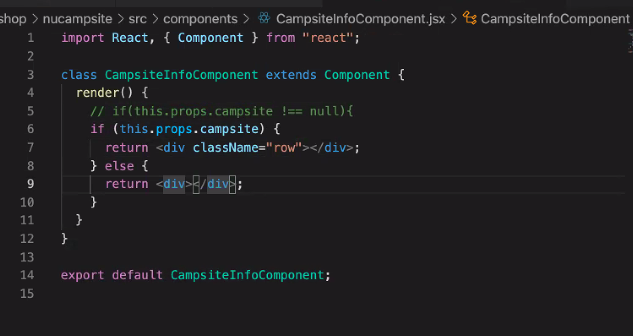 shop > nucampsite > src > components > CampsiteInfoComponent.jsx > CampsiteInfoComponent
1 import React, { Component } from "react";
2
3 class CampsiteInfoComponent extends Component {
4 render() {
5 // if(this.props.campsite !== null){
6 if (this.props.campsite) {
7 return <div className="row"></div>;
8 } else {
9 return <div></div>;
10 }
11 }
12 }
13
14 export default CampsiteInfoComponent;
15